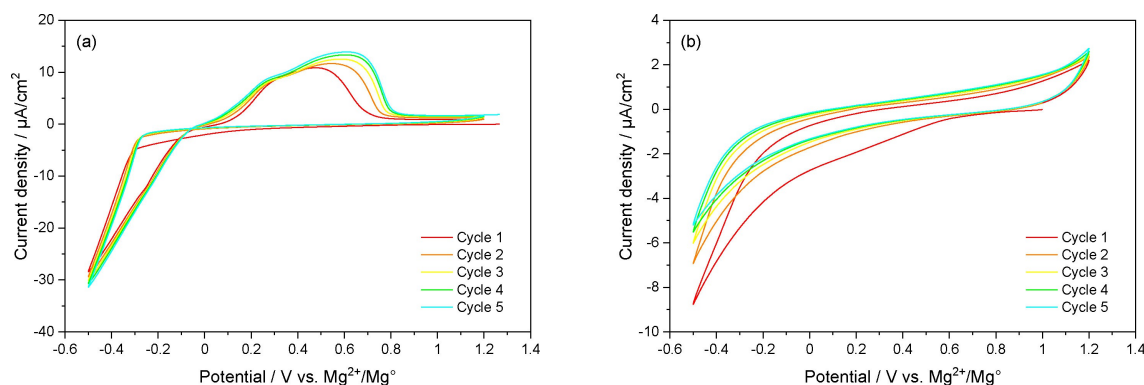 (a)
Current density / µA/cm²
20
10
0
-10
-20
-30
-40
-0.6 -0.4 -0.2 0 0.2 0.4 0.6 0.8 1 1.2 1.4
Potential / V vs. Mg²⁺/Mg°
Cycle 1
Cycle 2
Cycle 3
Cycle 4
Cycle 5
(b)
Current density / µA/cm²
4
2
0
-2
-4
-6
-8
-10
-0.6 -0.4 -0.2 0 0.2 0.4 0.6 0.8 1 1.2 1.4
Potential / V vs. Mg²⁺/Mg°
Cycle 1
Cycle 2
Cycle 3
Cycle 4
Cycle 5